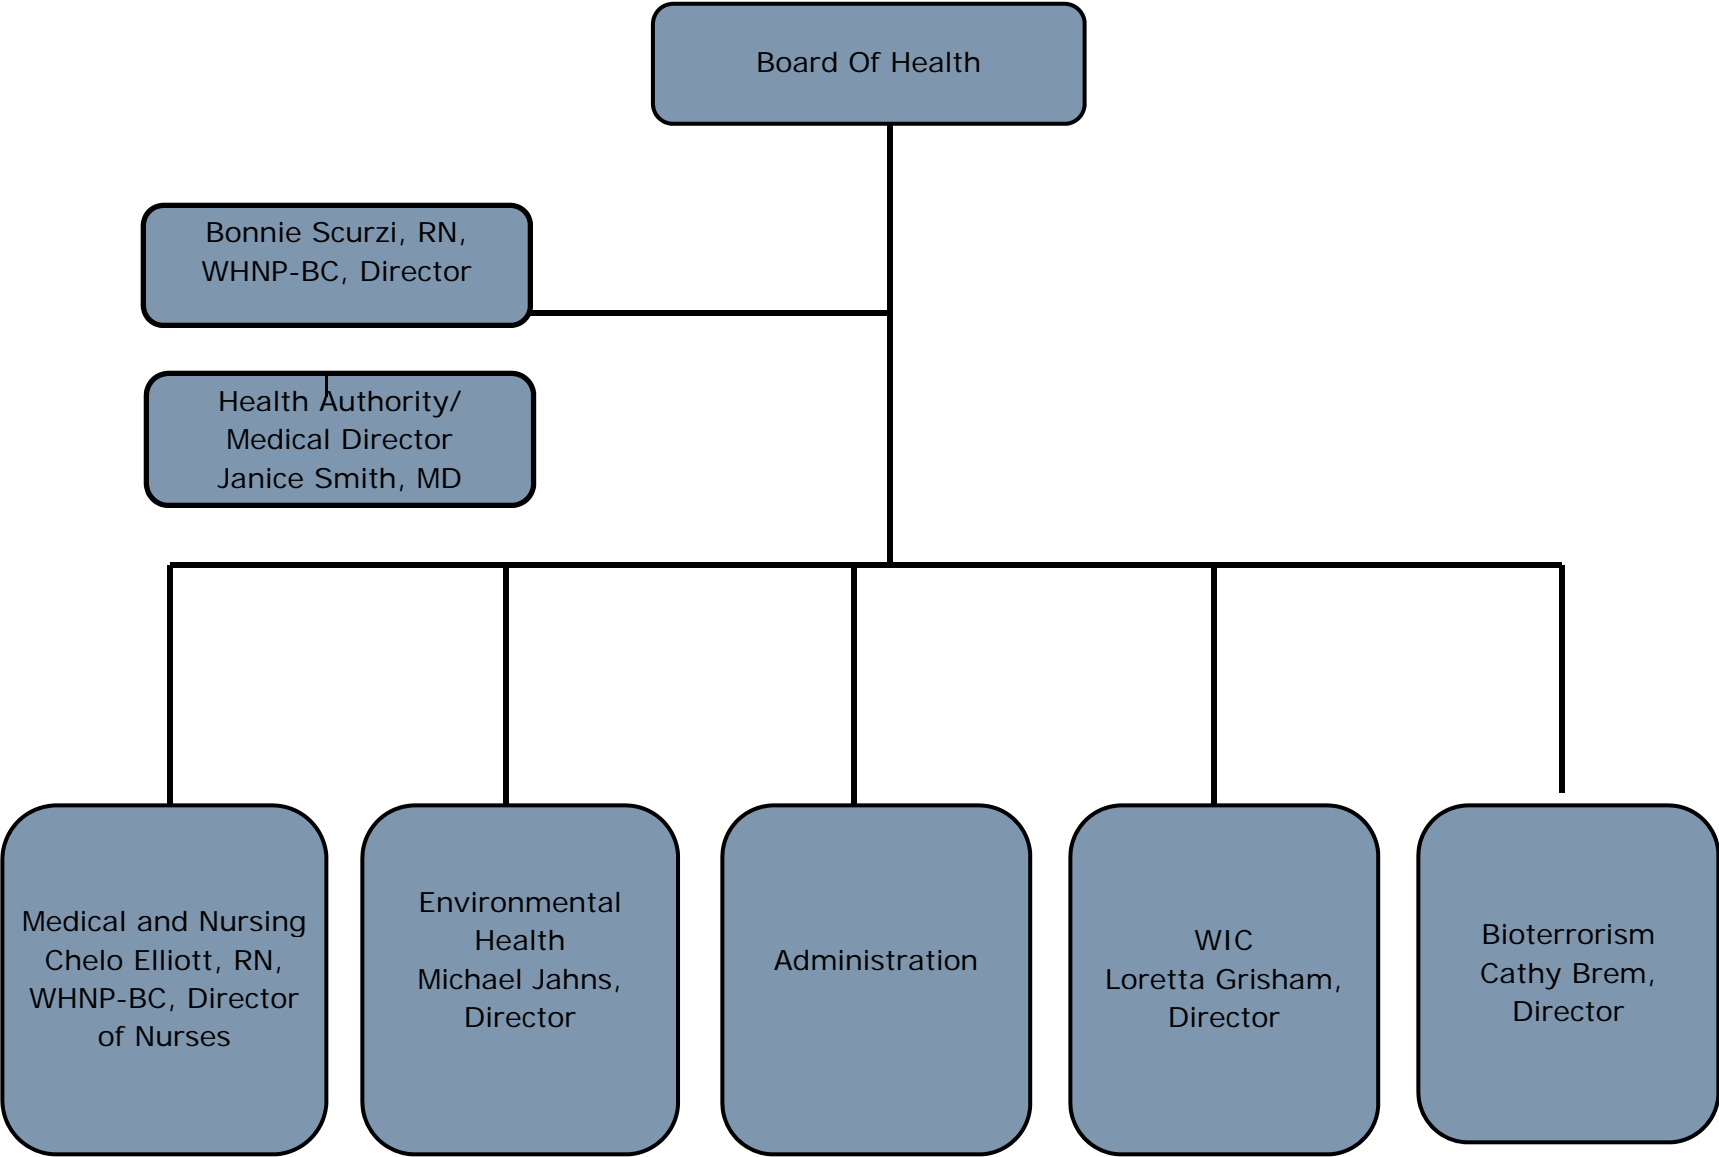 Board Of Health
Bonnie Scurzi, RN,
WHNP-BC, Director
Health Authority/
Medical Director
Janice Smith, MD
Medical and Nursing
Chelo Elliott, RN,
WHNP-BC, Director
of Nurses
Environmental
Health
Michael Jahns,
Director
Administration
WIC
Loretta Grisham,
Director
Bioterrorism
Cathy Brem,
Director